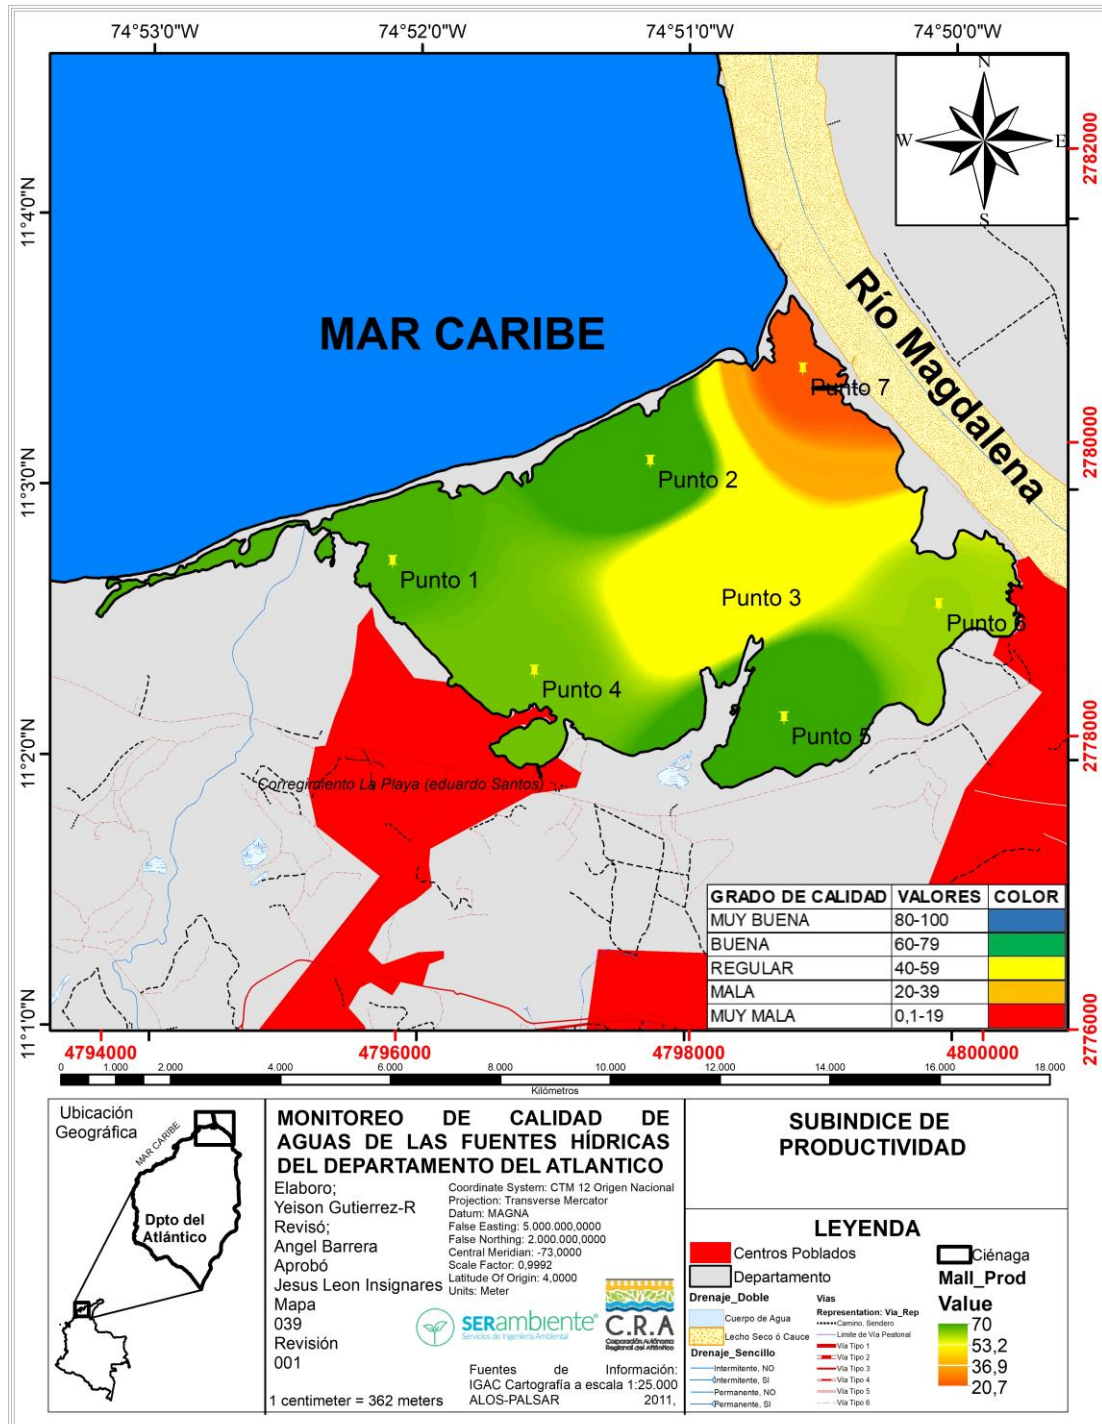 74°53'0"W 74°52'0"W 74°51'0"W 74°50'0"W
N
W E
S
2782000
11°4'0"N
MAR CARIBE
Río Magdalena
Punto 7
2780000
11°3'0"N
Punto 2
Punto 1
Punto 3
Punto 6
Punto 4
Punto 5
2778000
11°2'0"N
Corregimiento La Playa (eduardo Santos)
GRADO DE CALIDAD VALORES COLOR
MUY BUENA 80-100
BUENA 60-79
REGULAR 40-59
MALA 20-39
MUY MALA 0,1-19
11°1'0"N
2776000
4794000 4796000 4798000 4800000
0 1.000 2.000 4.000 6.000 8.000 10.000 12.000 14.000 16.000 18.000
Kilómetros
Ubicación
Geográfica
MAR CARIBE
Dpto del
Atlántico
MONITOREO DE CALIDAD DE
AGUAS DE LAS FUENTES HÍDRICAS
DEL DEPARTAMENTO DEL ATLANTICO
Elaboro;
Yeison Gutierrez-R
Revisó;
Angel Barrera
Aprobó
Jesus Leon Insignares
Mapa
039
Revisión
001
1 centimeter = 362 meters
Coordinate System: CTM 12 Origen Nacional
Projection: Transverse Mercator
Datum: MAGNA
False Easting: 5.000.000,0000
False Northing: 2.000.000,0000
Central Meridian: -73,0000
Scale Factor: 0,9992
Latitude Of Origin: 4,0000
Units: Meter
SERambiente®
Servicios de Ingeniería Ambiental
C.R.A
Corporación Autónoma
Regional del Atlántico
Fuentes de Información:
IGAC Cartografía a escala 1:25.000
ALOS-PALSAR 2011,
SUBINDICE DE
PRODUCTIVIDAD
LEYENDA
Centros Poblados
Departamento
Drenaje_Doble
Cuerpo de Agua
Lecho Seco ó Cauce
Drenaje_Sencillo
Intermitente, NO
Intermitente, SI
Permanente, NO
Permanente, SI
Vias
Representation: Via_Rep
Camino, Sendero
Limite de Vía Peatonal
Vía Tipo 1
Vía Tipo 2
Vía Tipo 3
Vía Tipo 4
Vía Tipo 5
Vía Tipo 6
Ciénaga
Mall_Prod
Value
70
53,2
36,9
20,7